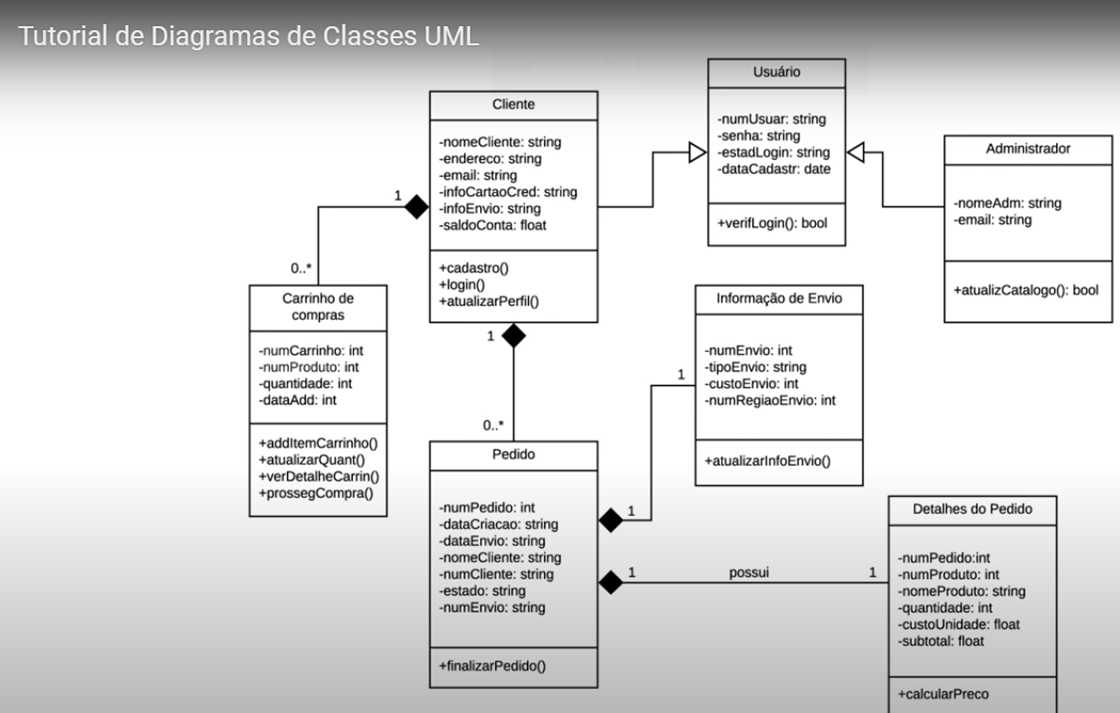 Tutorial de Diagramas de Classes UML
Usuário
-numUsuar: string
-senha: string
-estadLogin: string
-dataCadastr: date
+verifLogin(): bool
Cliente
-nomeCliente: string
-endereco: string
-email: string
-infoCartaoCred: string
-infoEnvio: string
-saldoConta: float
+cadastro()
+login()
+atualizarPerfil()
Administrador
-nomeAdm: string
-email: string
+atualizCatalogo(): bool
1
0..*
Carrinho de
compras
-numCarrinho: int
-numProduto: int
-quantidade: int
-dataAdd: int
+addItemCarrinho()
+atualizarQuant()
+verDetalheCarrin()
+prossegCompra()
1
0..*
Informação de Envio
-numEnvio: int
-tipoEnvio: string
-custoEnvio: int
-numRegiaoEnvio: int
+atualizarInfoEnvio()
1
Pedido
-numPedido: int
-dataCriacao: string
-dataEnvio: string
-nomeCliente: string
-numCliente: string
-estado: string
-numEnvio: string
+finalizarPedido()
1
1
possui
1
Detalhes do Pedido
-numPedido:int
-numProduto: int
-nomeProduto: string
-quantidade: int
-custoUnidade: float
-subtotal: float
+calcularPreco